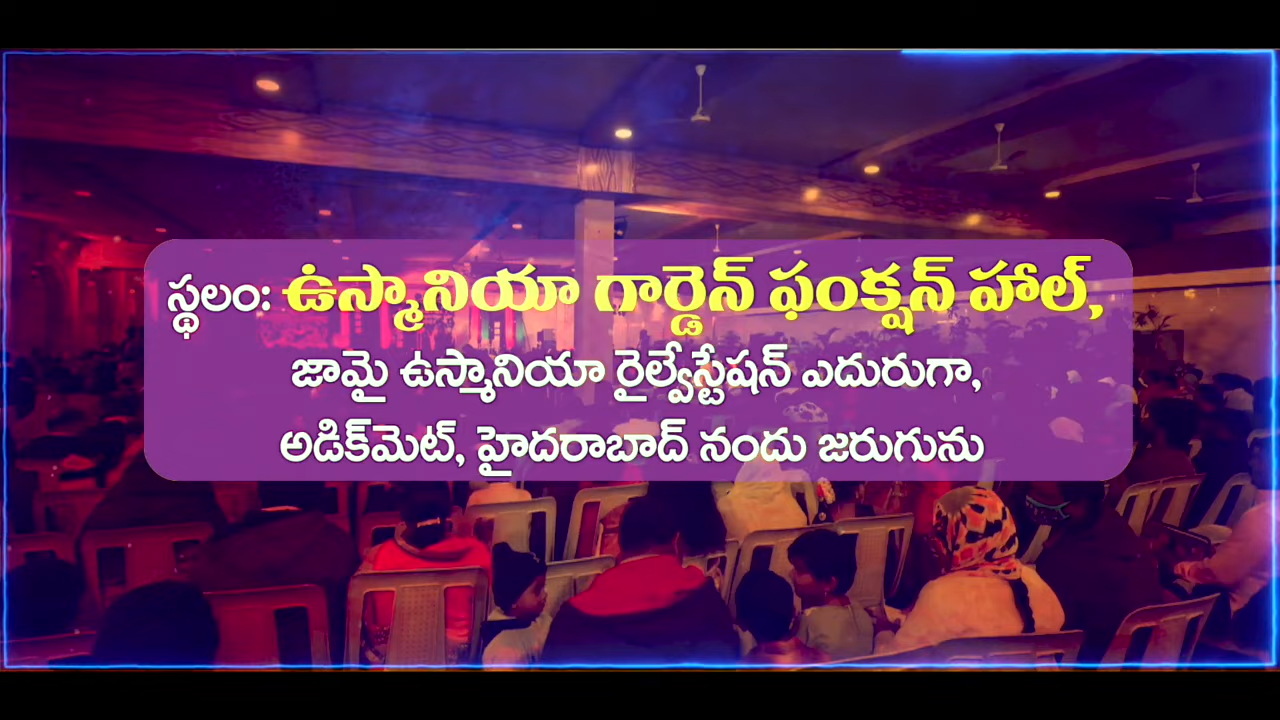 స్థలం: ఉస్మానియా గార్డెన్ ఫంక్షన్ హాల్,
జామై ఉస్మానియా రైల్వేస్టేషన్ ఎదురుగా,
అడిక్‌మెట్, హైదరాబాద్ నందు జరుగును